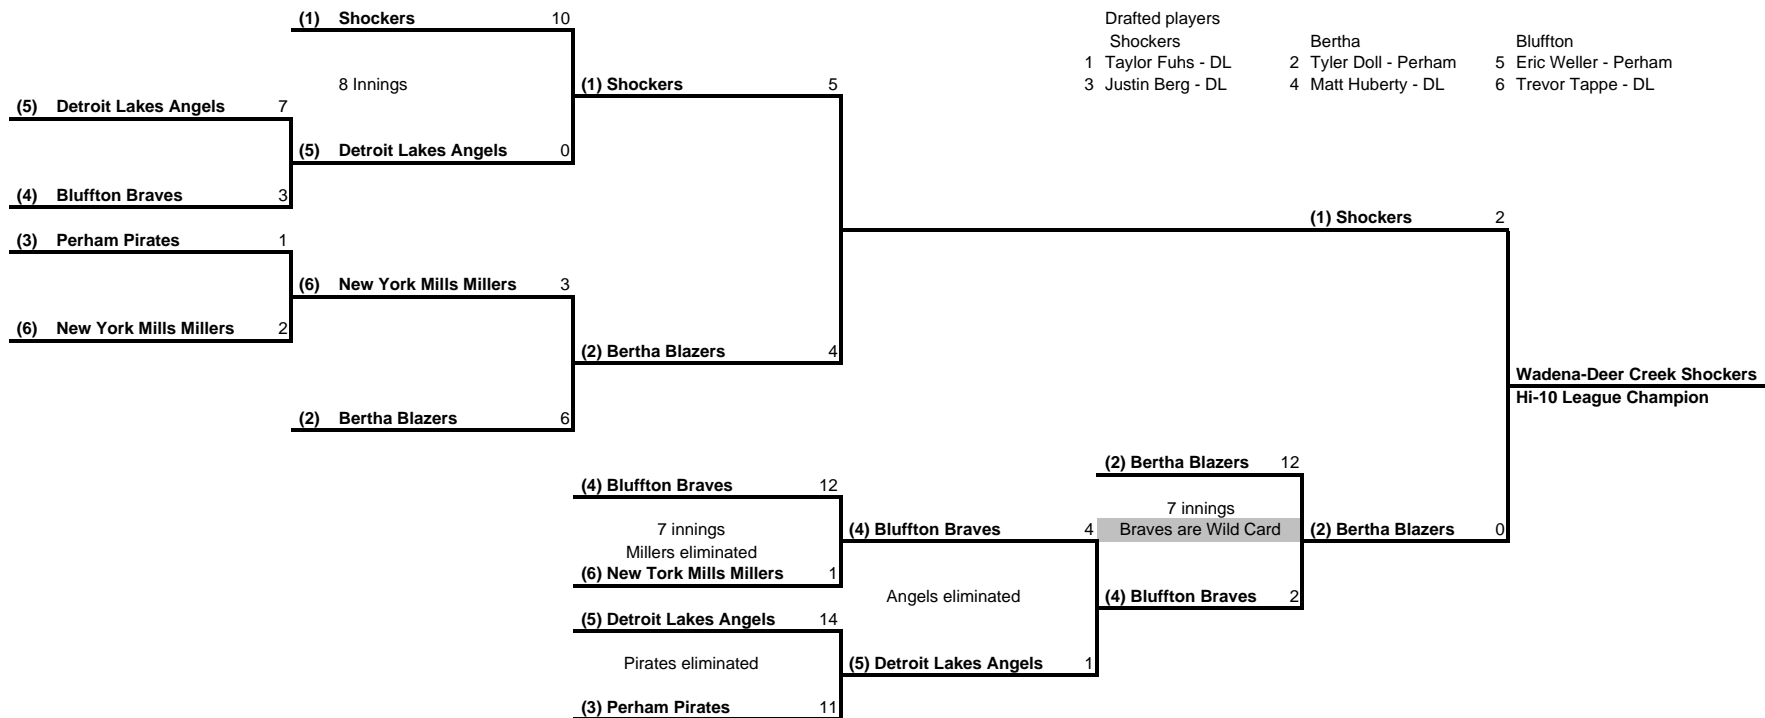 (1) Shockers 10
Drafted players
Shockers Bertha Bluffton
1 Taylor Fuhs - DL 2 Tyler Doll - Perham 5 Eric Weller - Perham
8 Innings (1) Shockers 5
3 Justin Berg - DL 4 Matt Huberty - DL 6 Trevor Tappe - DL
(5) Detroit Lakes Angels 7
(5) Detroit Lakes Angels 0
(4) Bluffton Braves 3
(1) Shockers 2
(3) Perham Pirates 1
(6) New York Mills Millers 3
(6) New York Mills Millers 2
(2) Bertha Blazers 4
Wadena-Deer Creek Shockers
Hi-10 League Champion
(2) Bertha Blazers 6
(2) Bertha Blazers 12
(4) Bluffton Braves 12
7 innings
7 innings (4) Bluffton Braves 4 Braves are Wild Card (2) Bertha Blazers 0
Millers eliminated
(6) New Tork Mills Millers 1
Angels eliminated (4) Bluffton Braves 2
(5) Detroit Lakes Angels 14
Pirates eliminated (5) Detroit Lakes Angels 1
(3) Perham Pirates 11